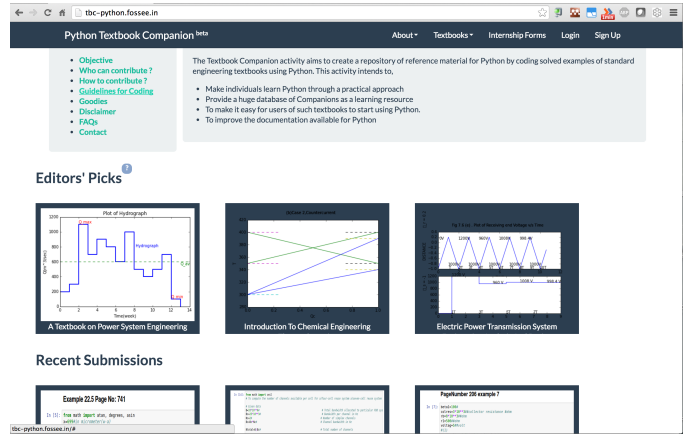 tbc-python.fossee.in
Python Textbook Companion beta
About
Textbooks
Internship Forms
Login
Sign Up
Objective
Who can contribute ?
How to contribute ?
Guidelines for Coding
Goodies
Disclaimer
FAQs
Contact
The Textbook Companion activity aims to create a repository of reference material for Python by coding solved examples of standard
engineering textbooks using Python. This activity intends to,
Make individuals learn Python through a practical approach
Provide a huge database of Companions as a learning resource
To make it easy for users of such textbooks to start using Python.
To improve the documentation available for Python
Editors' Picks ?
Plot of Hydrograph
Hydrograph
Time(week)
A Textbook on Power System Engineering
Introduction To Chemical Engineering
Electric Power Transmission System
Recent Submissions
Example 22.5 Page No: 741
In [5]: from math import atan, degrees, sin
PageNumber 206 example 7
tbc-python.fossee.in/#